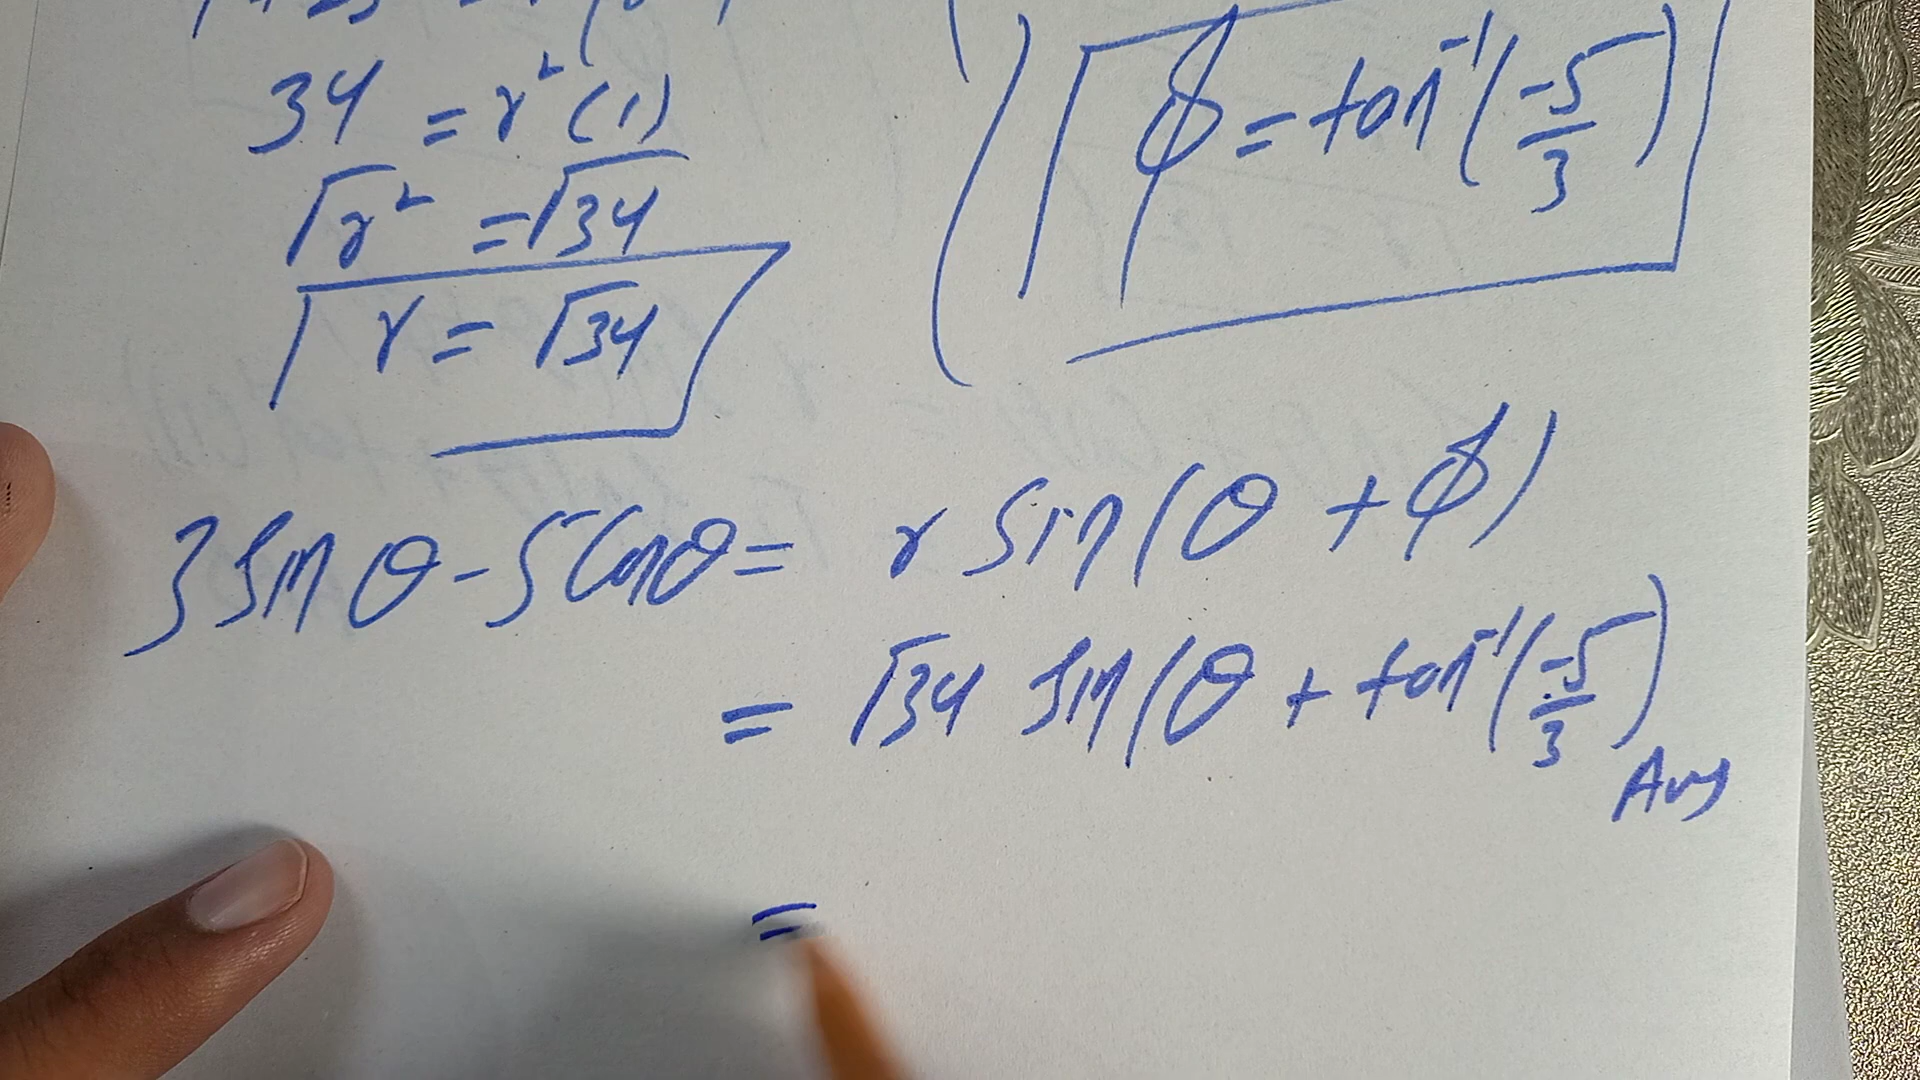 34 = r² (1)
√r² = √34
r = √34
φ = tan⁻¹(-5/3)
3 Sin θ - 5 Cos θ = r Sin(θ + φ)
= √34 Sin(θ + tan⁻¹(-5/3)
Ans
=